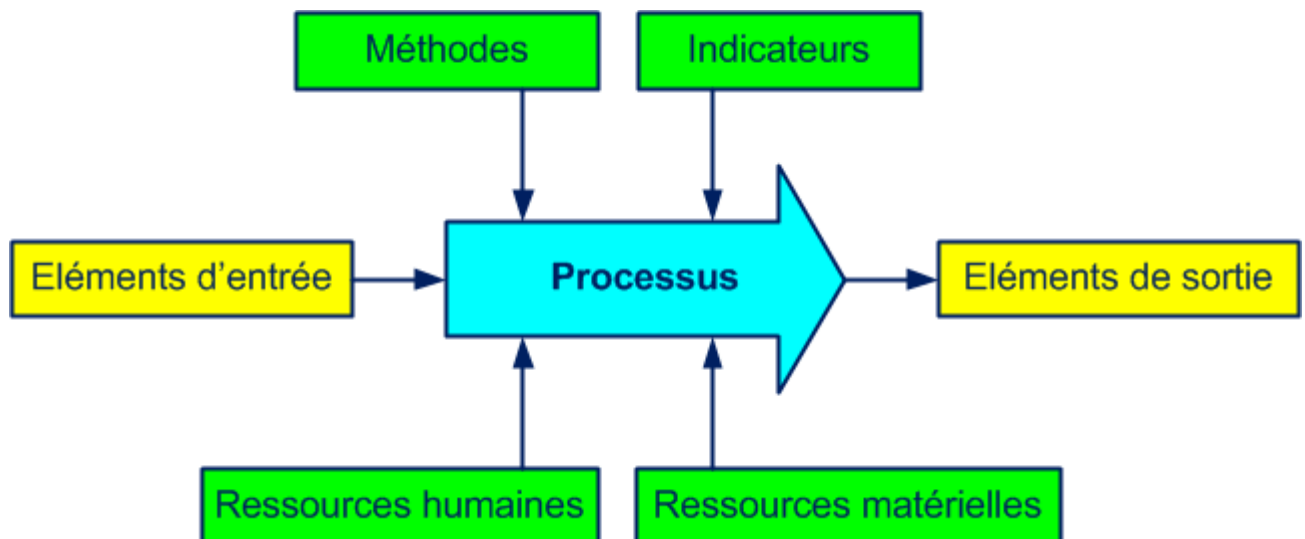 Méthodes
Indicateurs
Eléments d’entrée
Processus
Eléments de sortie
Ressources humaines
Ressources matérielles